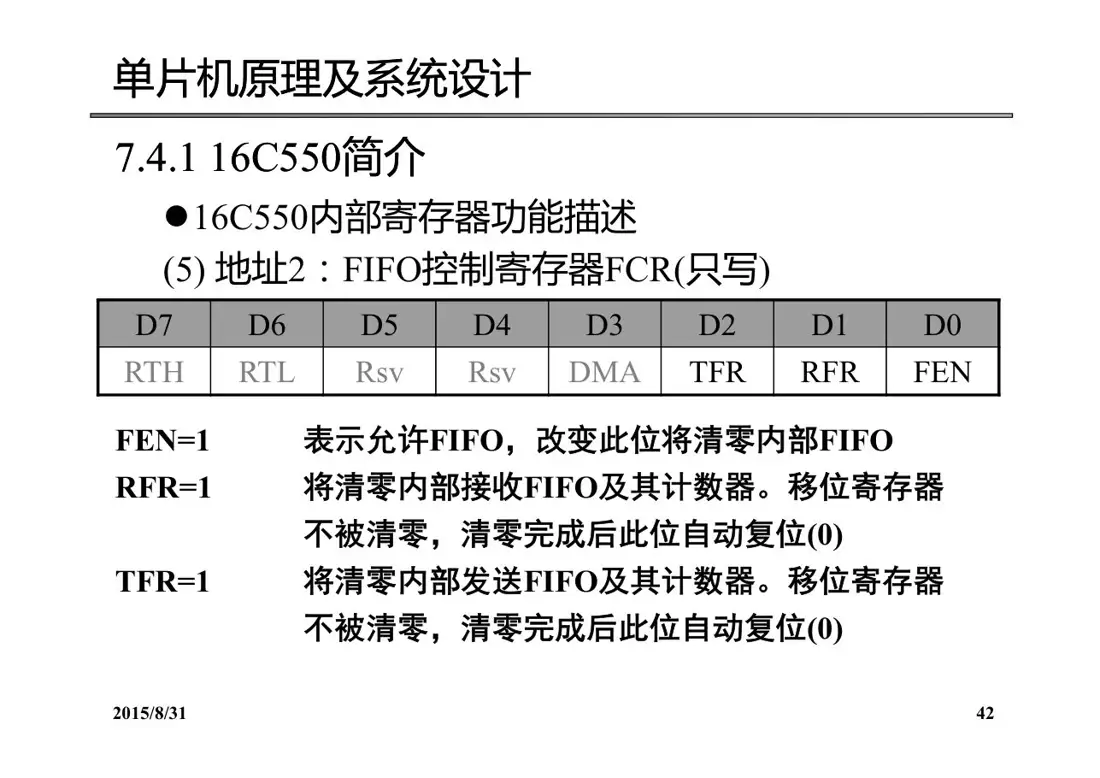 单片机原理及系统设计
7.4.1 16C550简介
●16C550内部寄存器功能描述
(5) 地址2：FIFO控制寄存器FCR(只写)
D7 D6 D5 D4 D3 D2 D1 D0
RTH RTL Rsv Rsv DMA TFR RFR FEN
FEN=1 表示允许FIFO，改变此位将清零内部FIFO
RFR=1 将清零内部接收FIFO及其计数器。移位寄存器
不被清零，清零完成后此位自动复位(0)
TFR=1 将清零内部发送FIFO及其计数器。移位寄存器
不被清零，清零完成后此位自动复位(0)
2015/8/31 42